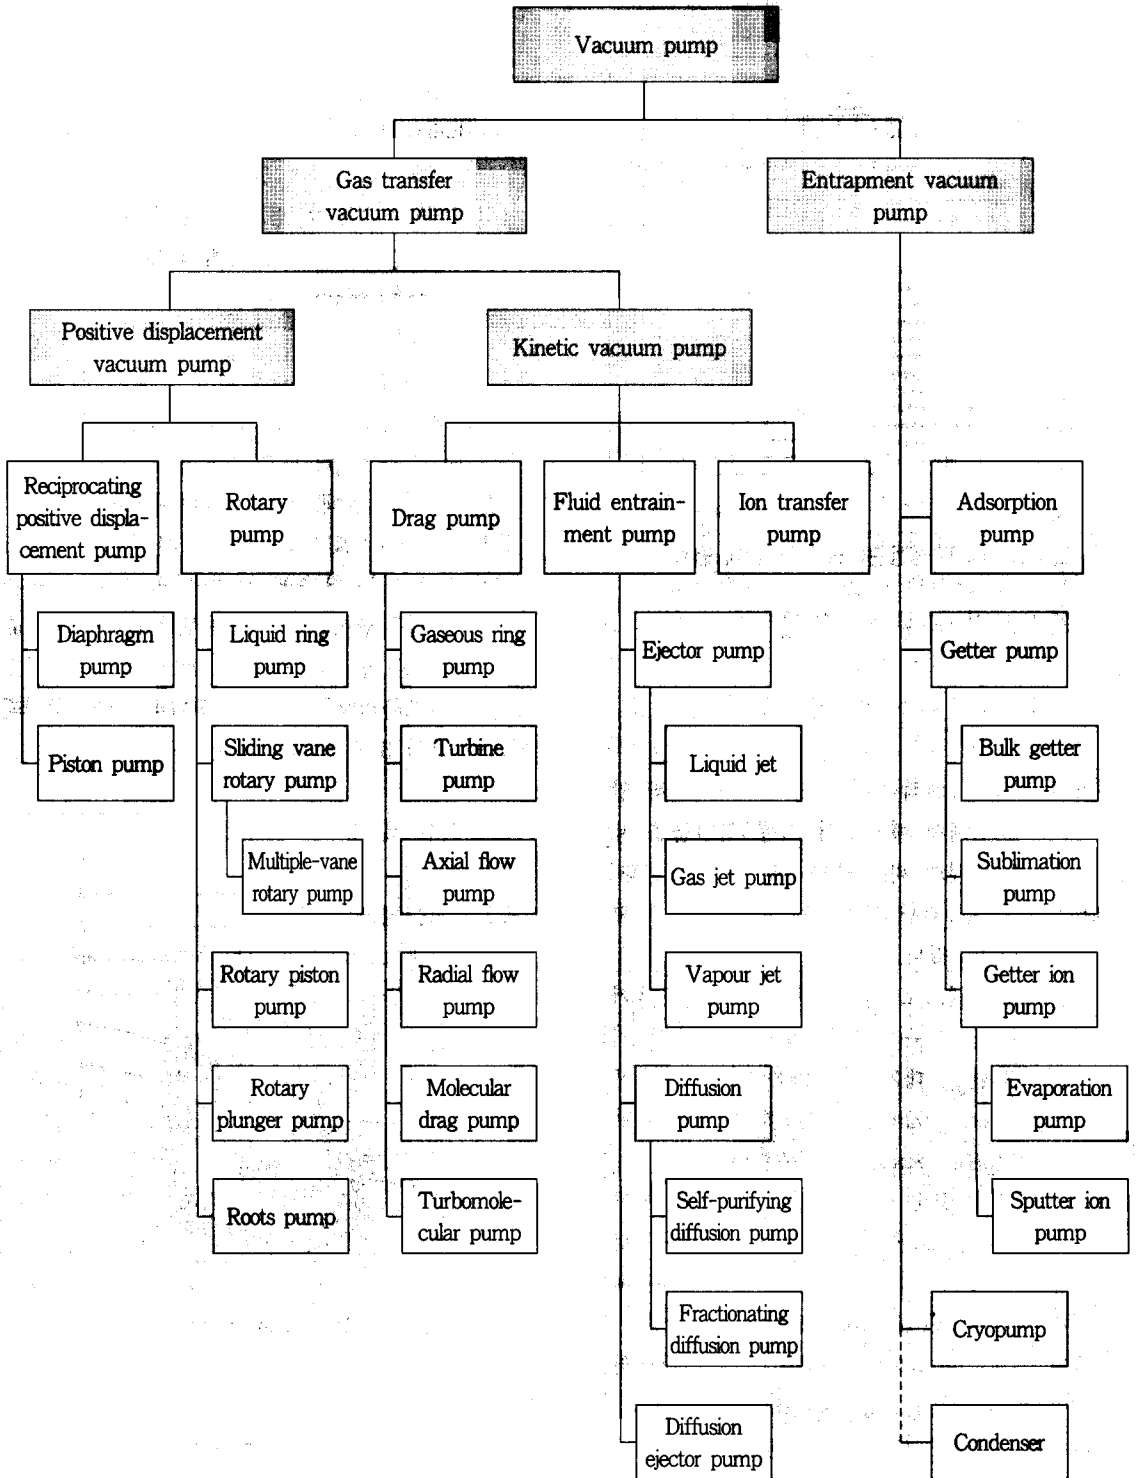 Vacuum pump
Gas transfer
vacuum pump
Entrapment vacuum
pump
Positive displacement
vacuum pump
Kinetic vacuum pump
Reciprocating
positive displa-
cement pump
Rotary
pump
Drag pump
Fluid entrain-
ment pump
Ion transfer
pump
Adsorption
pump
Diaphragm
pump
Liquid ring
pump
Gaseous ring
pump
Ejector pump
Getter pump
Piston pump
Sliding vane
rotary pump
Turbine
pump
Liquid jet
Bulk getter
pump
Multiple-vane
rotary pump
Axial flow
pump
Gas jet pump
Sublimation
pump
Rotary piston
pump
Radial flow
pump
Vapour jet
pump
Getter ion
pump
Rotary
plunger pump
Molecular
drag pump
Diffusion
pump
Evaporation
pump
Roots pump
Turbomole-
cular pump
Self-purifying
diffusion pump
Sputter ion
pump
Fractionating
diffusion pump
Cryopump
Diffusion
ejector pump
Condenser